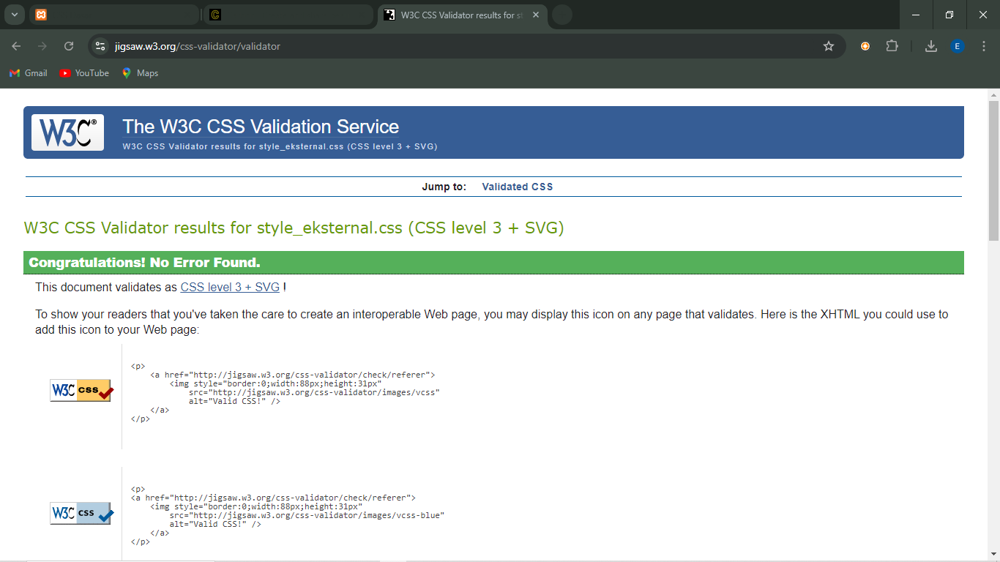 W3C CSS Validator results for st
jigsaw.w3.org/css-validator/validator
E
Gmail YouTube Maps
W3C®
The W3C CSS Validation Service
W3C CSS Validator results for style_eksternal.css (CSS level 3 + SVG)
Jump to: Validated CSS
W3C CSS Validator results for style_eksternal.css (CSS level 3 + SVG)
Congratulations! No Error Found.
This document validates as CSS level 3 + SVG !
To show your readers that you've taken the care to create an interoperable Web page, you may display this icon on any page that validates. Here is the XHTML you could use to
add this icon to your Web page:
W3C css
<p>
<a href="http://jigsaw.w3.org/css-validator/check/referer">
<img style="border:0;width:88px;height:31px"
src="http://jigsaw.w3.org/css-validator/images/vcss"
alt="Valid CSS!" />
</a>
</p>
W3C css
<p>
<a href="http://jigsaw.w3.org/css-validator/check/referer">
<img style="border:0;width:88px;height:31px"
src="http://jigsaw.w3.org/css-validator/images/vcss-blue"
alt="Valid CSS!" />
</a>
</p>